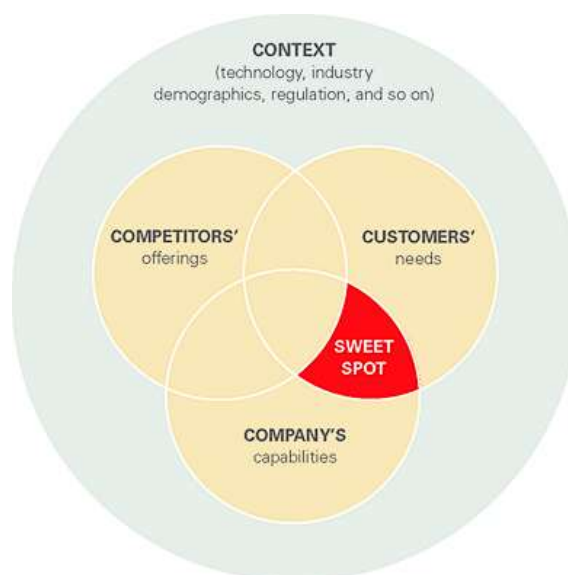 CONTEXT
(technology, industry
demographics, regulation, and so on)
COMPETITORS’
offerings
CUSTOMERS’
needs
SWEET
SPOT
COMPANY’S
capabilities